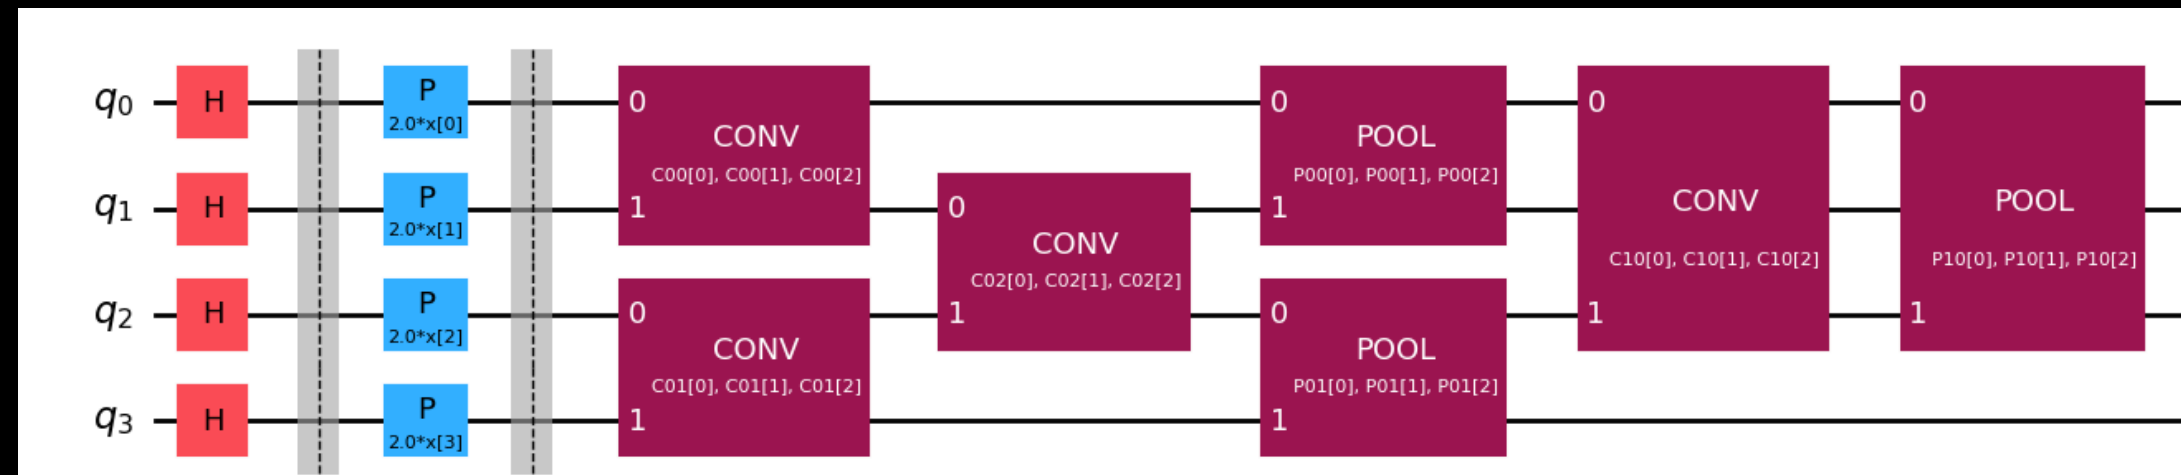 q0 H P 0 CONV 0 POOL 0 CONV 0 POOL
2.0*x[0]
C00[0], C00[1], C00[2] P00[0], P00[1], P00[2]
q1 H P 1 0 1
2.0*x[1]
CONV
C02[0], C02[1], C02[2] C10[0], C10[1], C10[2] P10[0], P10[1], P10[2]
q2 H P 0 CONV 1 0 POOL 1 1
2.0*x[2]
C01[0], C01[1], C01[2] P01[0], P01[1], P01[2]
q3 H P 1 1
2.0*x[3]